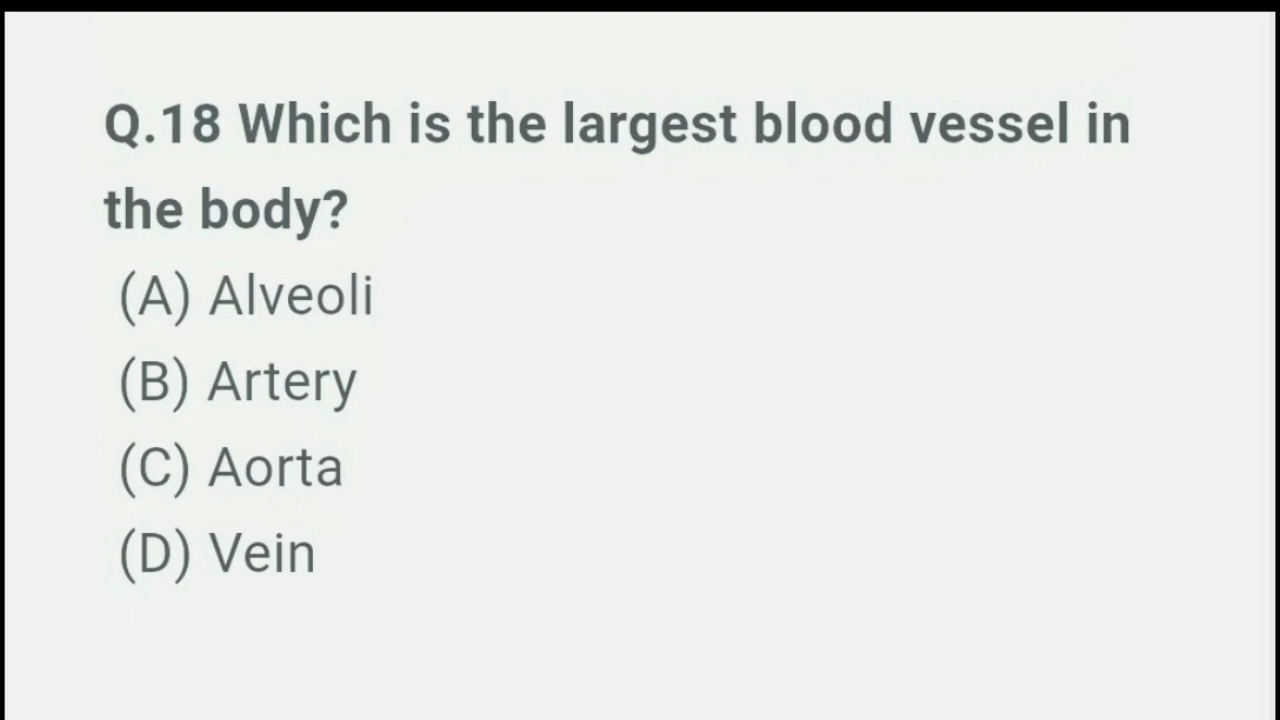 Q.18 Which is the largest blood vessel in
the body?
(A) Alveoli
(B) Artery
(C) Aorta
(D) Vein